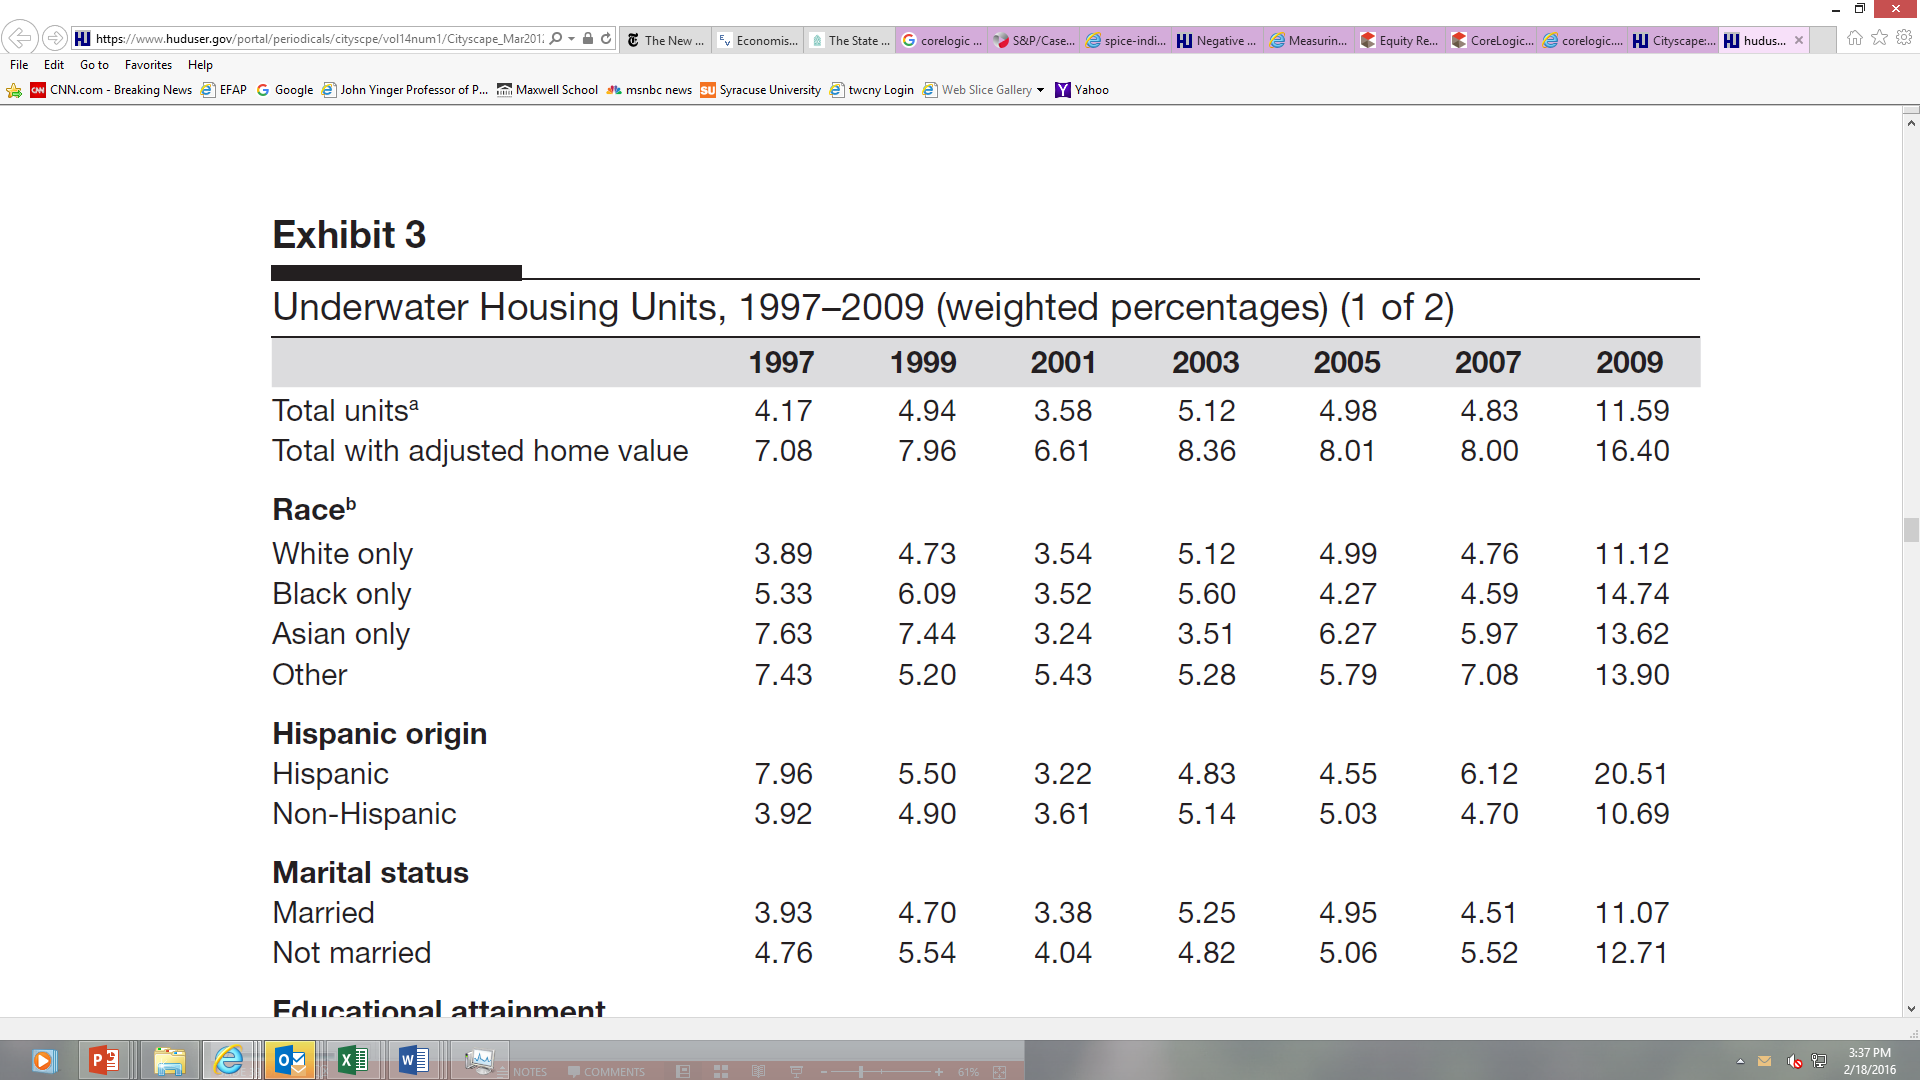 https://www.huduser.gov/portal/periodicals/cityscpe/vol14num1/Cityscape_Mar201
The New ...
Economis...
The State ...
corelogic ...
S&P/Case...
spice-indi...
Negative ...
Measurin...
Equity Re...
CoreLogic...
corelogic....
Cityscape:...
hudus...
File Edit Go to Favorites Help
CNN.com - Breaking News EFAP Google John Yinger Professor of P... Maxwell School msnbc news Syracuse University twcny Login Web Slice Gallery Yahoo
Exhibit 3
Underwater Housing Units, 1997–2009 (weighted percentages) (1 of 2)
1997 1999 2001 2003 2005 2007 2009
Total unitsᵃ 4.17 4.94 3.58 5.12 4.98 4.83 11.59
Total with adjusted home value 7.08 7.96 6.61 8.36 8.01 8.00 16.40
Raceᵇ
White only 3.89 4.73 3.54 5.12 4.99 4.76 11.12
Black only 5.33 6.09 3.52 5.60 4.27 4.59 14.74
Asian only 7.63 7.44 3.24 3.51 6.27 5.97 13.62
Other 7.43 5.20 5.43 5.28 5.79 7.08 13.90
Hispanic origin
Hispanic 7.96 5.50 3.22 4.83 4.55 6.12 20.51
Non-Hispanic 3.92 4.90 3.61 5.14 5.03 4.70 10.69
Marital status
Married 3.93 4.70 3.38 5.25 4.95 4.51 11.07
Not married 4.76 5.54 4.04 4.82 5.06 5.52 12.71
Educational attainment
NOTES COMMENTS 61%
3:37 PM
2/18/2016